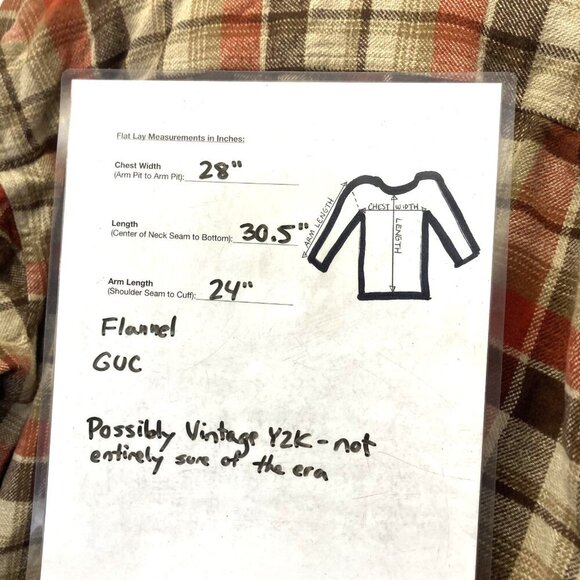 Flat Lay Measurements in Inches:
Chest Width
(Arm Pit to Arm Pit): 28"
Length
(Center of Neck Seam to Bottom): 30.5"
Arm Length
(Shoulder Seam to Cuff): 24"
ARM LENGTH
CHEST WIDTH
LENGTH
Flannel
GUC
Possibly Vintage Y2K - not
entirely sure of the era